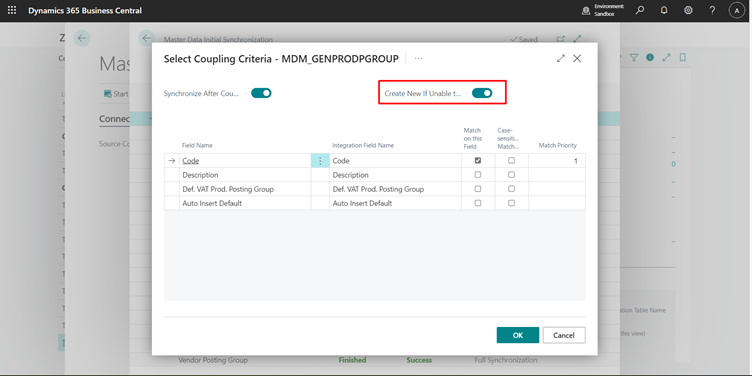 Dynamics 365 Business Central
Environment:
Sandbox
A
Master Data Initial Synchronization
Saved
Z
Co
Mas
Start
Connec
Source Co
Select Coupling Criteria - MDM_GENPRODPGROUP
Synchronize After Cou...
Create New If Unable t...
Field Name
Integration Field Name
Match on this Field
Case-sensiti... Match...
Match Priority
Code
Code
1
Description
Description
Def. VAT Prod. Posting Group
Def. VAT Prod. Posting Group
Auto Insert Default
Auto Insert Default
OK
Cancel
0
ation Table Name
this view)
Vendor Posting Group
Finished
Success
Full Synchronization